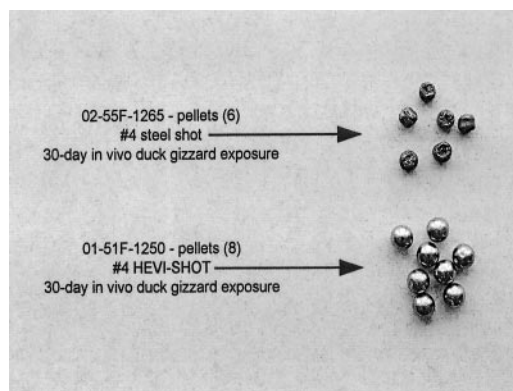 02-55F-1265 - pellets (6)
#4 steel shot
30-day in vivo duck gizzard exposure
01-51F-1250 - pellets (8)
#4 HEVI-SHOT
30-day in vivo duck gizzard exposure